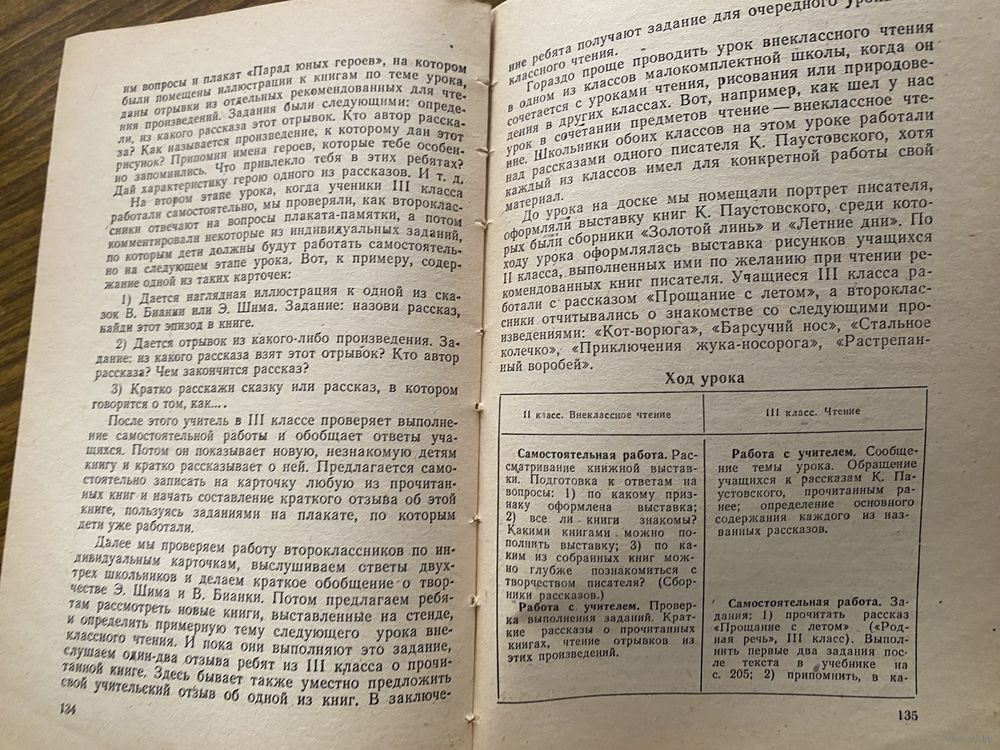 им вопросы и плакат «Парад юных героев», на котором
были помещены иллюстрации к книгам по теме урока,
даны отрывки из отдельных рекомендованных для чте-
ния произведений. Задания были следующими: опреде-
ли, из какого рассказа этот отрывок. Кто автор расска-
за? Как называется произведение, к которому дан этот
рисунок? Припомни имена героев, которые тебе особен-
но запомнились. Что привлекло тебя в этих ребятах?
Дай характеристику герою одного из рассказов. И т. д.
На втором этапе урока, когда ученики III класса
работали самостоятельно, мы проверяли, как второклас-
сники отвечают на вопросы плаката-памятки, а потом
комментировали некоторые из индивидуальных заданий,
по которым дети должны будут работать самостоятель-
но на следующем этапе урока. Вот, к примеру, содер-
жание одной из таких карточек:
1) Дается наглядная иллюстрация к одной из ска-
зок В. Бианки или Э. Шима. Задание: назови рассказ,
найди этот эпизод в книге.
2) Дается отрывок из какого-либо произведения. За-
дание: из какого рассказа взят этот отрывок? Кто автор
рассказа? Чем закончится рассказ?
3) Кратко расскажи сказку или рассказ, в котором
говорится о том, как....
После этого учитель в III классе проверяет выполне-
ние самостоятельной работы и обобщает ответы уча-
щихся. Потом он показывает новую, незнакомую детям
книгу и кратко рассказывает о ней. Предлагается само-
стоятельно записать на карточку любую из прочитан-
ных книг и начать составление краткого отзыва об этой
книге, пользуясь заданиями на плакате, по которым
дети уже работали.
Далее мы проверяем работу второклассников по ин-
дивидуальным карточкам, выслушиваем ответы двух-
трех школьников и делаем краткое обобщение о твор-
честве Э. Шима и В. Бианки. Потом предлагаем ребя-
там рассмотреть новые книги, выставленные на стенде,
и определить примерную тему следующего урока вне-
классного чтения. И пока они выполняют это задание,
слушаем один-два отзыва ребят из III класса о прочи-
танной книге. Здесь бывает также уместно предложить
свой учительский отзыв об одной из книг. В заключе-
134
ние ребята получают задание для очередного урока
классного чтения.
Гораздо проще проводить урок внеклассного чтения
в одном из классов малокомплектной школы, когда он
сочетается с уроками чтения, рисования или природове-
дения в других классах. Вот, например, как шел у нас
урок в сочетании предметов чтение — внеклассное чте-
ние. Школьники обоих классов на этом уроке работали
над рассказами одного писателя К. Паустовского, хотя
каждый из классов имел для конкретной работы свой
материал.
До урока на доске мы помещали портрет писателя,
оформляли выставку книг К. Паустовского, среди кото-
рых были сборники «Золотой линь» и «Летние дни». По
ходу урока оформлялась выставка рисунков учащихся
II класса, выполненных ими по желанию при чтении ре-
комендованных книг писателя. Учащиеся III класса ра-
ботали с рассказом «Прощание с летом», а второклас-
сники отчитывались о знакомстве со следующими про-
изведениями: «Кот-ворюга», «Барсучий нос», «Стальное
колечко», «Приключения жука-носорога», «Растрепан-
ный воробей».
Ход урока
II класс. Внеклассное чтение
Самостоятельная работа. Рас-
сматривание книжной выстав-
ки. Подготовка к ответам на
вопросы: 1) по какому приз-
наку оформлена выставка;
2) все ли книги знакомы?
Какими книгами можно по-
полнить выставку; 3) по ка-
ким из собранных книг мож-
но глубже познакомиться с
творчеством писателя? (Сбор-
ники рассказов.)
Работа с учителем. Провер-
ка выполнения заданий. Крат-
кие рассказы о прочитанных
книгах, чтение отрывков из
этих произведений.
III класс. Чтение
Работа с учителем. Сообще-
ние темы урока. Обращение
учащихся к рассказам К. Па-
устовского, прочитанным ра-
нее; определение основного
содержания каждого из наз-
ванных рассказов.
Самостоятельная работа. За-
дания: 1) прочитать рассказ
«Прощание с летом» («Род-
ная речь», III класс). Выпол-
нить первые два задания пос-
ле текста в учебнике на
с. 205; 2) припомнить, в ка-
135